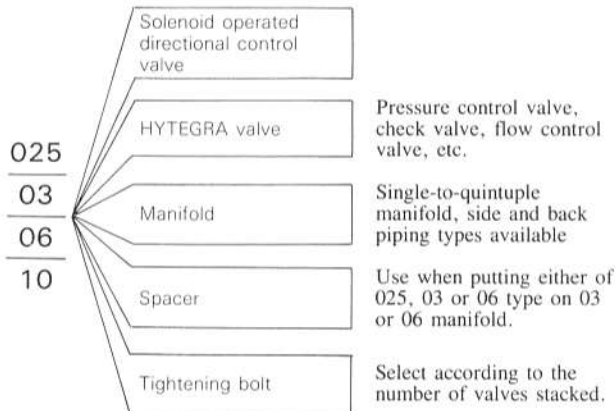 025
03
06
10
Solenoid operated
directional control
valve
HYTEGRA valve
Pressure control valve,
check valve, flow control
valve, etc.
Manifold
Single-to-quintuple
manifold, side and back
piping types available
Spacer
Use when putting either of
025, 03 or 06 type on 03
or 06 manifold.
Tightening bolt
Select according to the
number of valves stacked.